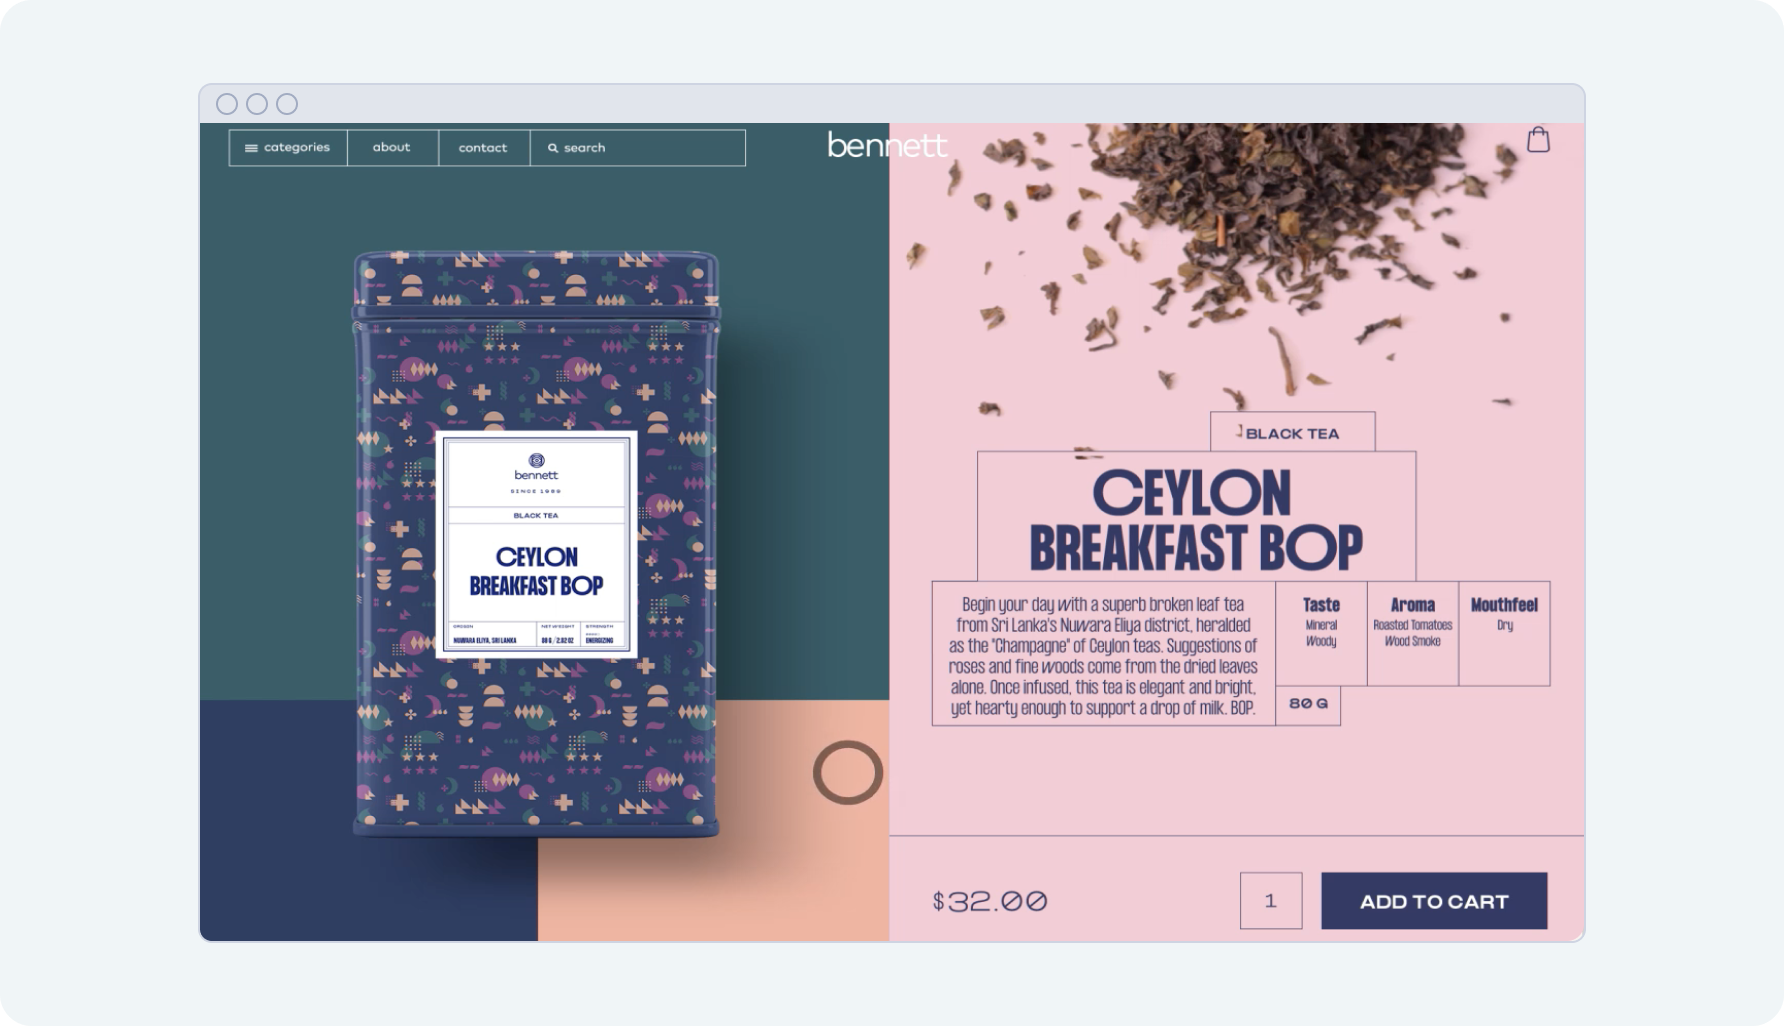 categories
about
contact
search
bennett
bennett
SINCE 1998
BLACK TEA
CEYLON
BREAKFAST BOP
ORIGIN
NET WEIGHT
STRENGTH
NUWARA ELIYA, SRI LANKA
80 G / 2.82 OZ
ENERGIZING
BLACK TEA
CEYLON
BREAKFAST BOP
Begin your day with a superb broken leaf tea
from Sri Lanka's Nuwara Eliya district, heralded
as the "Champagne" of Ceylon teas. Suggestions of
roses and fine woods come from the dried leaves
alone. Once infused, this tea is elegant and bright,
yet hearty enough to support a drop of milk. BOP.
Taste
Mineral
Woody
Aroma
Roasted Tomatoes
Wood Smoke
Mouthfeel
Dry
80 G
$32.00
1
ADD TO CART